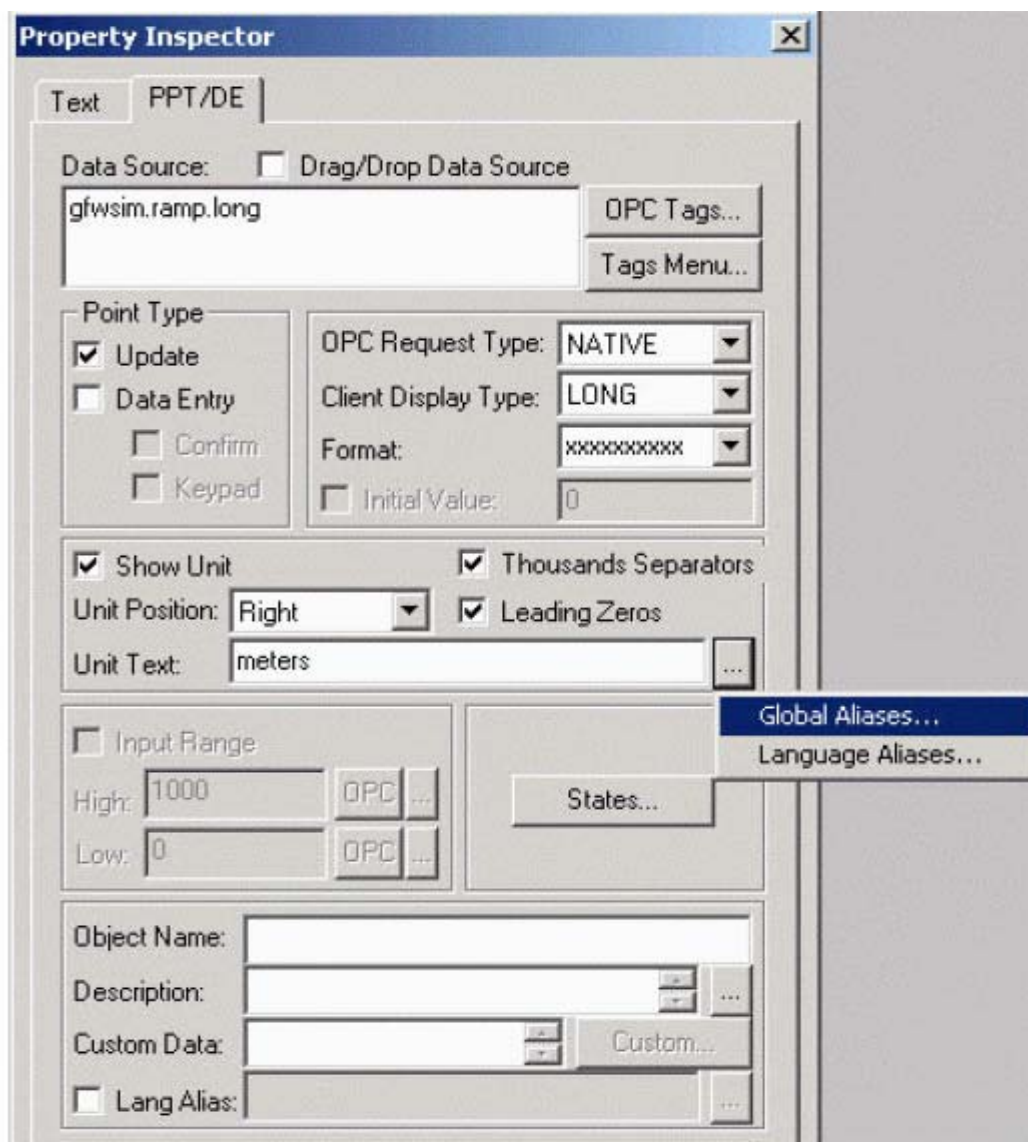 Property Inspector
Text PPT/DE
Data Source: Drag/Drop Data Source
gfwsim.ramp.long
OPC Tags...
Tags Menu...
Point Type
Update
Data Entry
Confirm
Keypad
OPC Request Type: NATIVE
Client Display Type: LONG
Format: xxxxxxxxxx
Initial Value: 0
Show Unit Thousands Separators
Unit Position: Right Leading Zeros
Unit Text: meters ...
Global Aliases...
Language Aliases...
Input Range
High: 1000 OPC ...
Low: 0 OPC ...
States...
Object Name:
Description: ...
Custom Data: Custom...
Lang Alias: ...